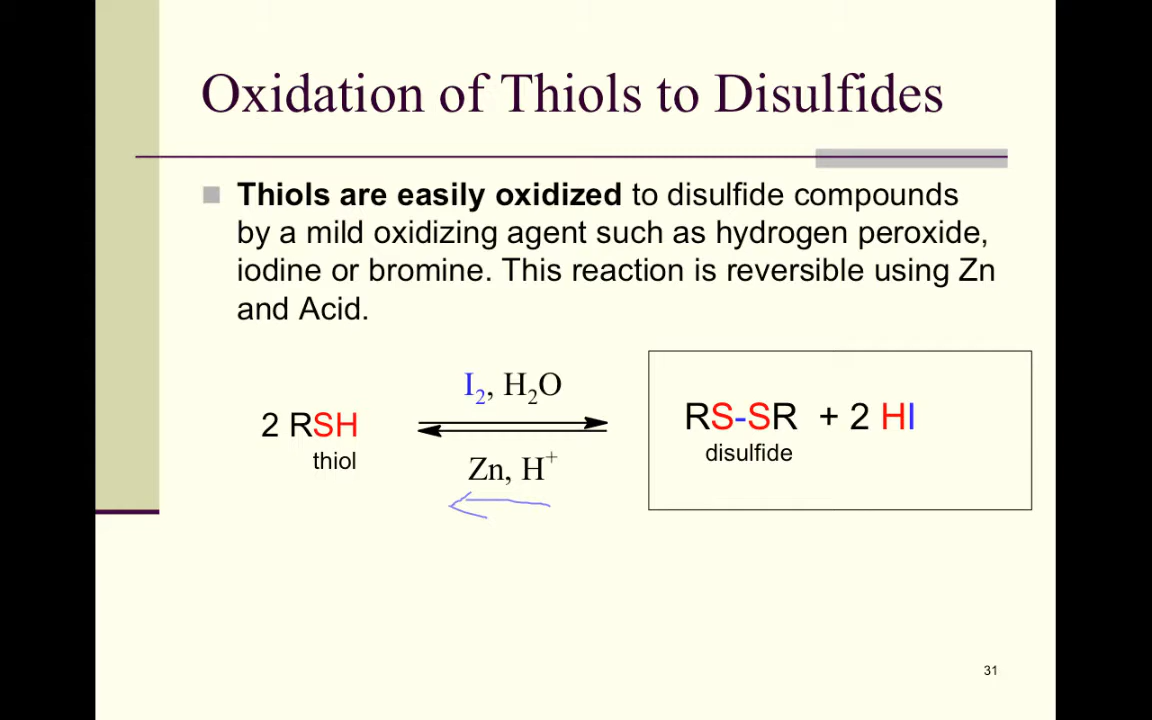 Oxidation of Thiols to Disulfides
Thiols are easily oxidized to disulfide compounds
by a mild oxidizing agent such as hydrogen peroxide,
iodine or bromine. This reaction is reversible using Zn
and Acid.
I₂, H₂O
2 RSH
RS-SR + 2 HI
thiol
disulfide
Zn, H⁺
31